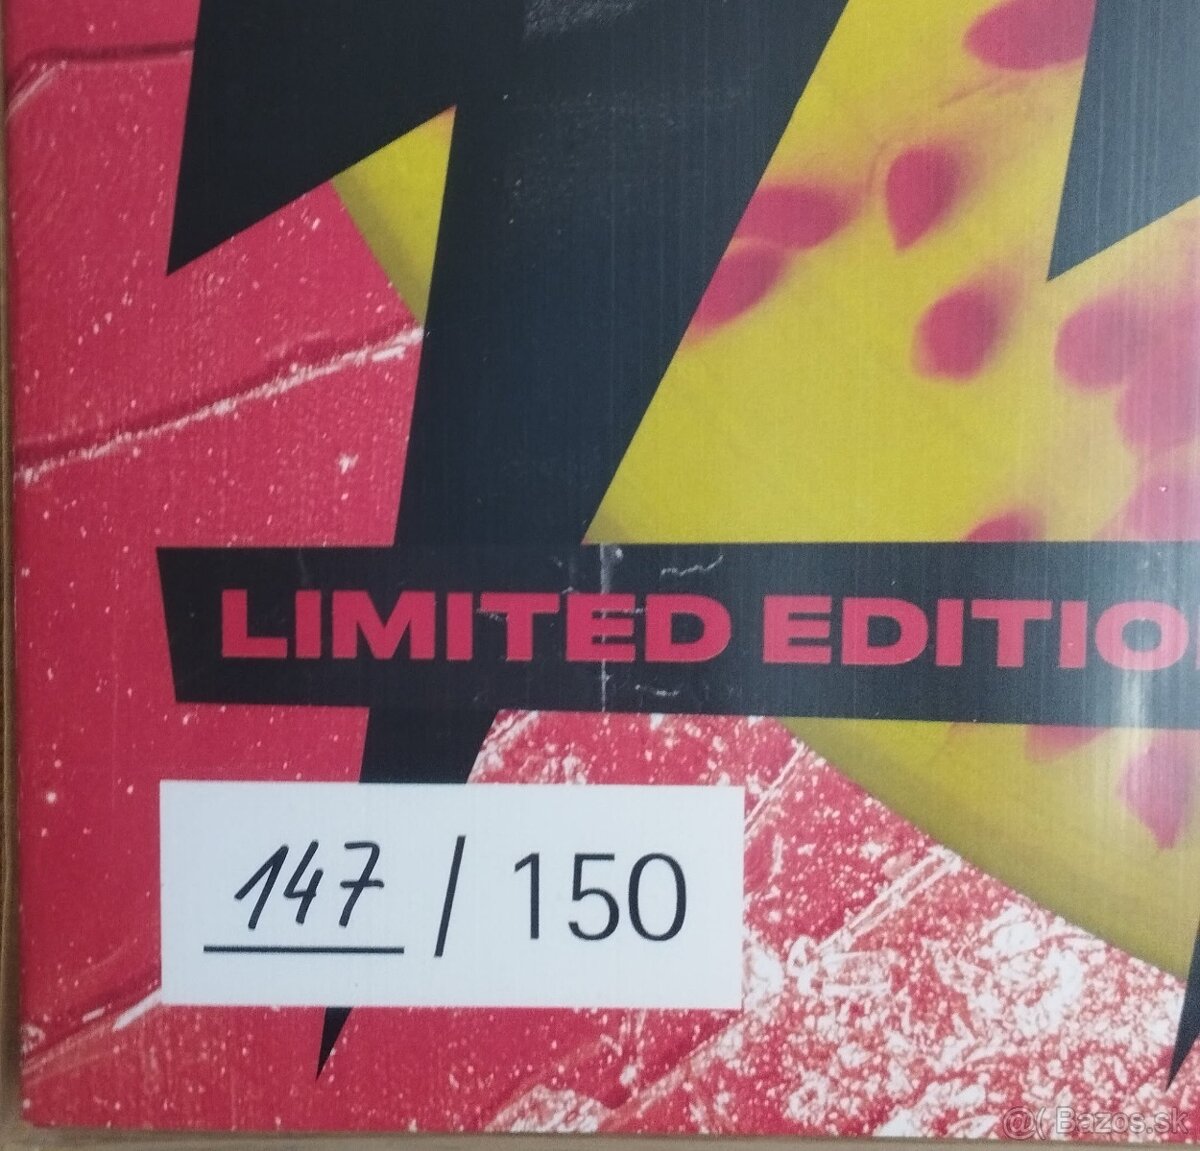 LIMITED EDITIO
147 / 150
@( Bazos.sk